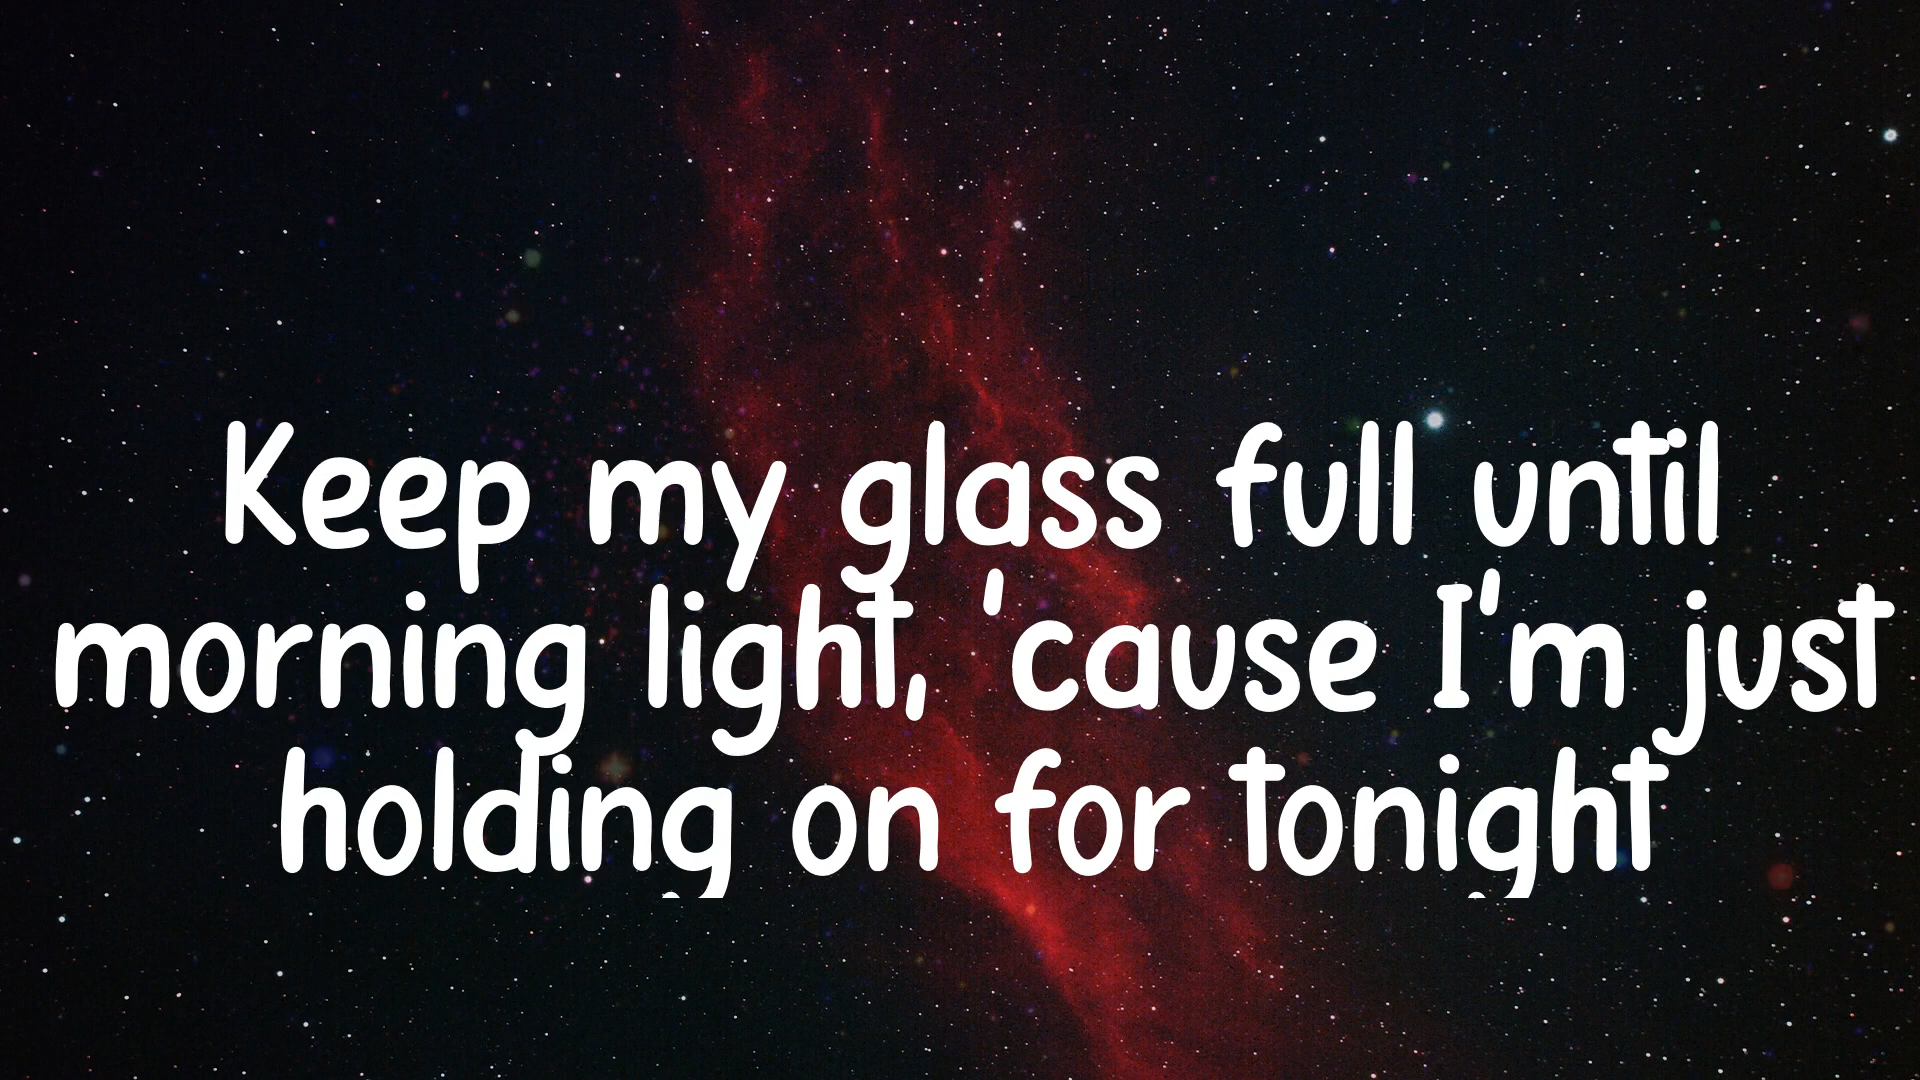 Keep my glass full until
morning light, 'cause I'm just
holding on for tonight